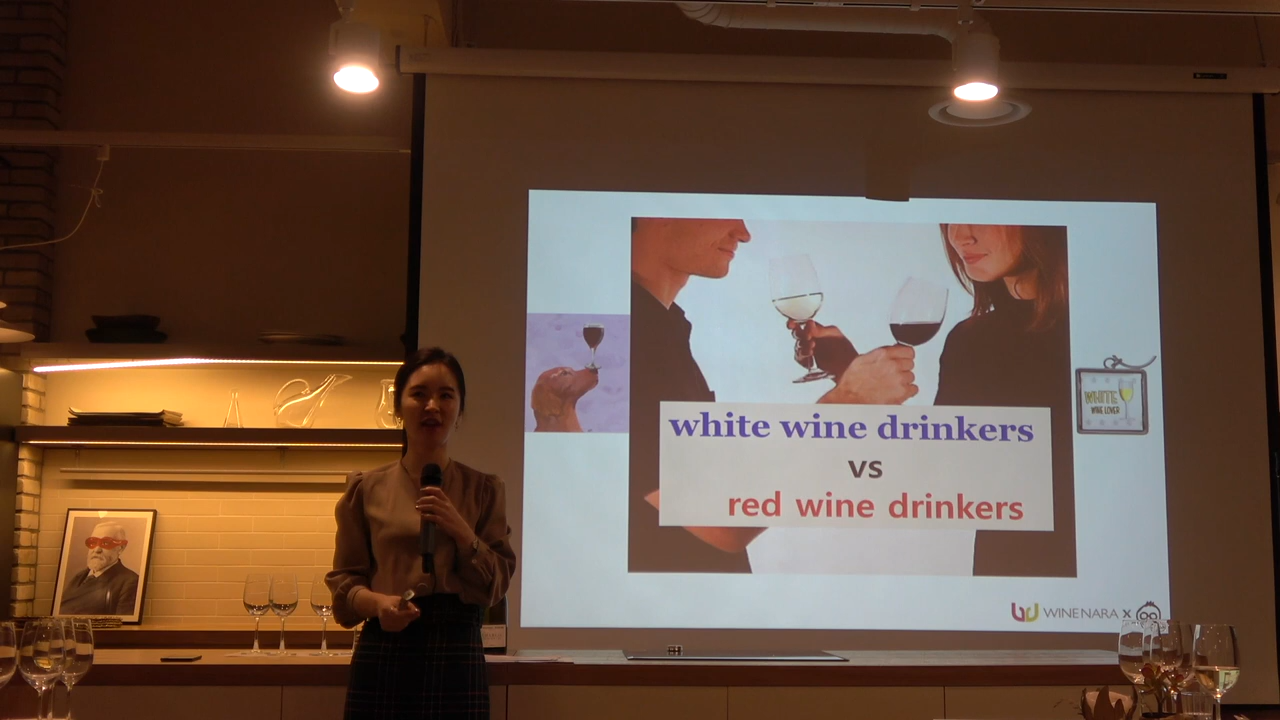 white wine drinkers
vs
red wine drinkers
WHITE
WINE LOVER
WINENARA X